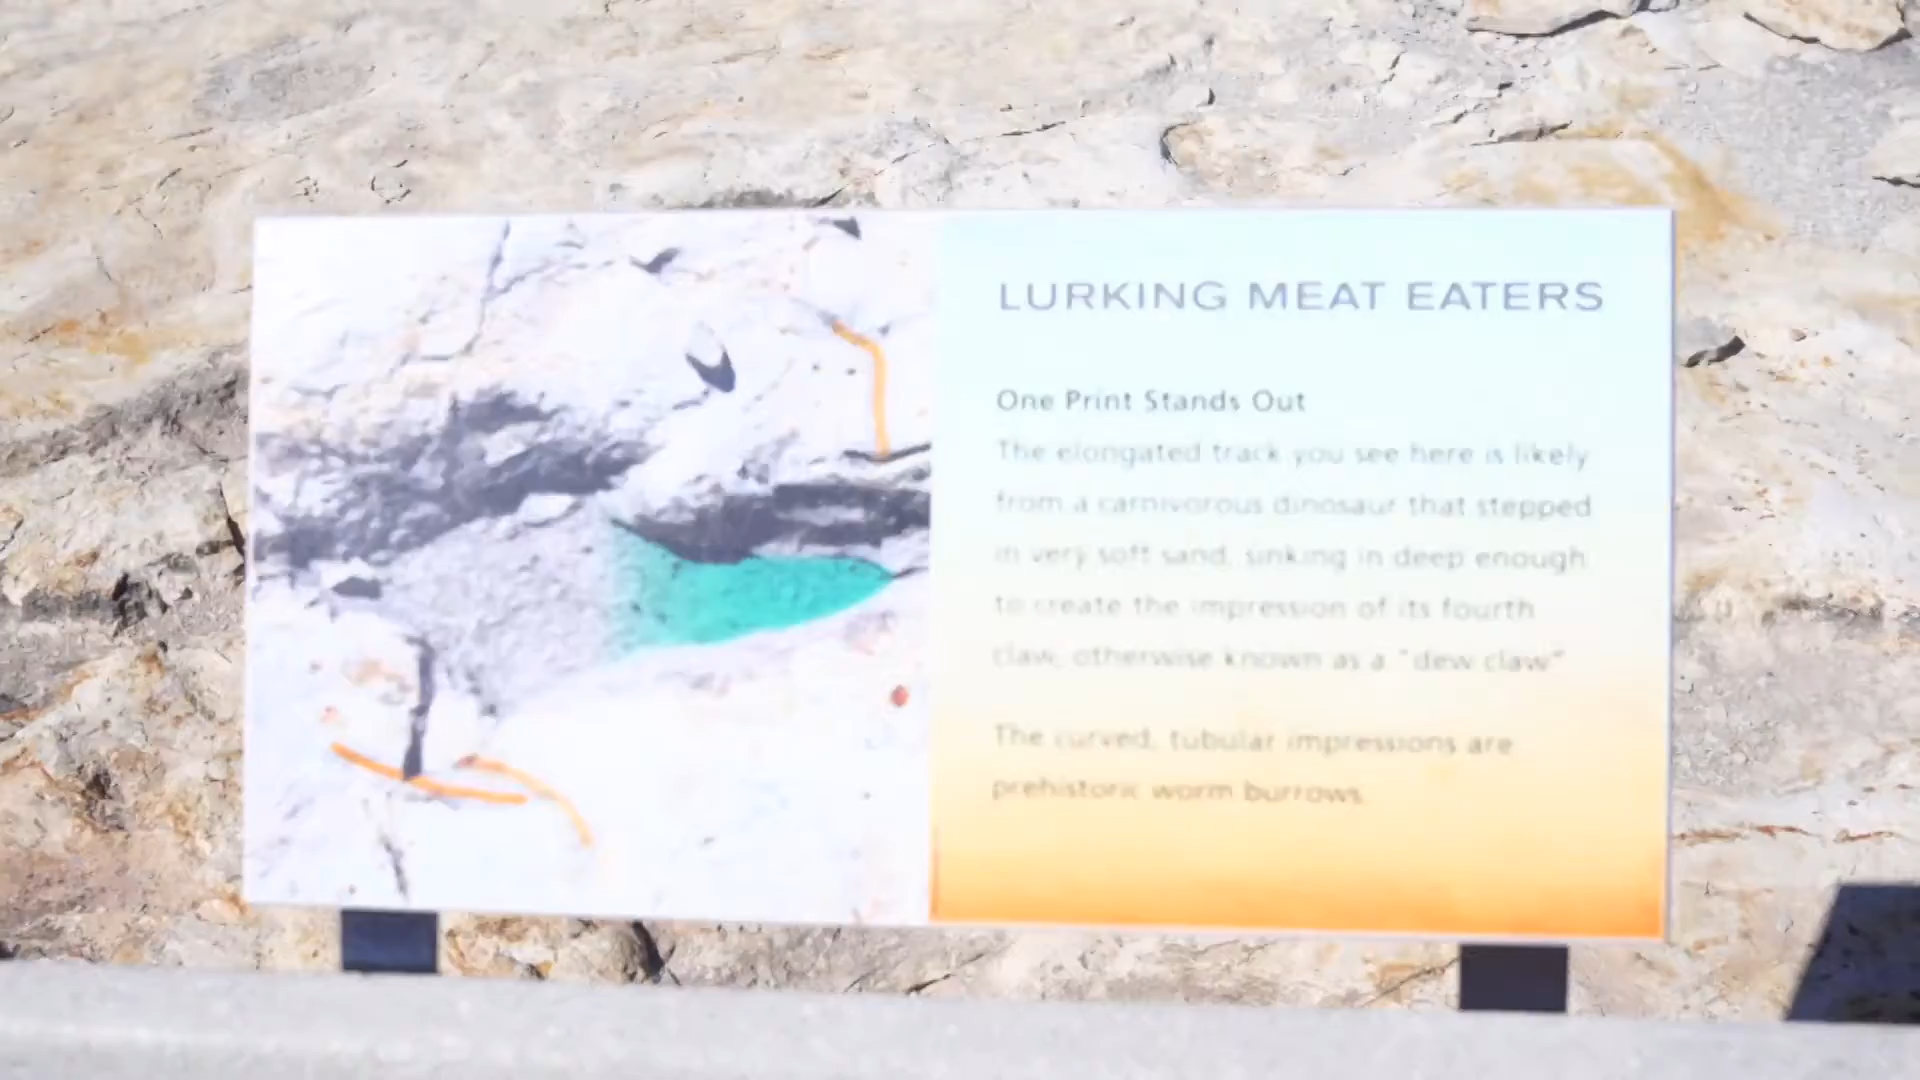 LURKING MEAT EATERS
One Print Stands Out
The elongated track you see here is likely
from a carnivorous dinosaur that stepped
in very soft sand, sinking in deep enough
to create the impression of its fourth
claw, otherwise known as a "dew claw"
The curved, tubular impressions are
prehistoric worm burrows.